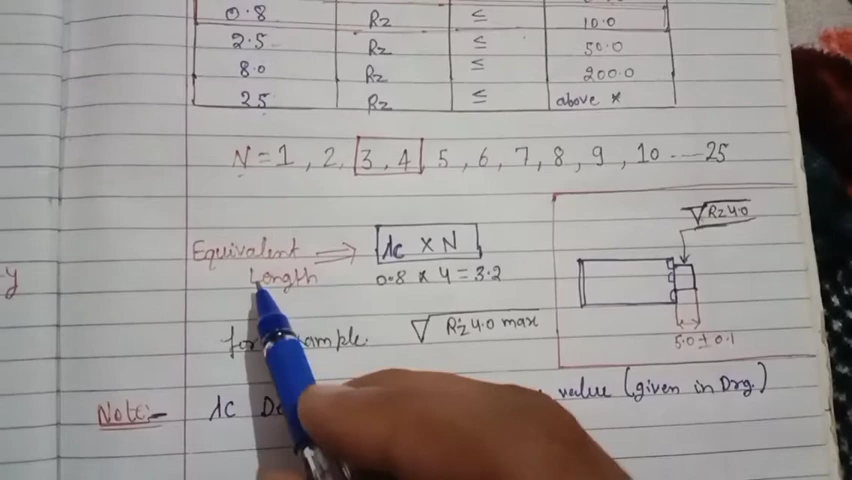 0.8 Rz ≤ 10.0
2.5 Rz ≤ 50.0
8.0 Rz ≤ 200.0
25 Rz ≤ above *
N = 1, 2, 3, 4, 5, 6, 7, 8, 9, 10 --- 25
Equivalent Length ⇒ λc × N
0.8 × 4 = 3.2
√Rz 4.0
5.0 ± 0.1
for ample. √Rz 4.0 max
y
Note:- λc value (given in Drg.)